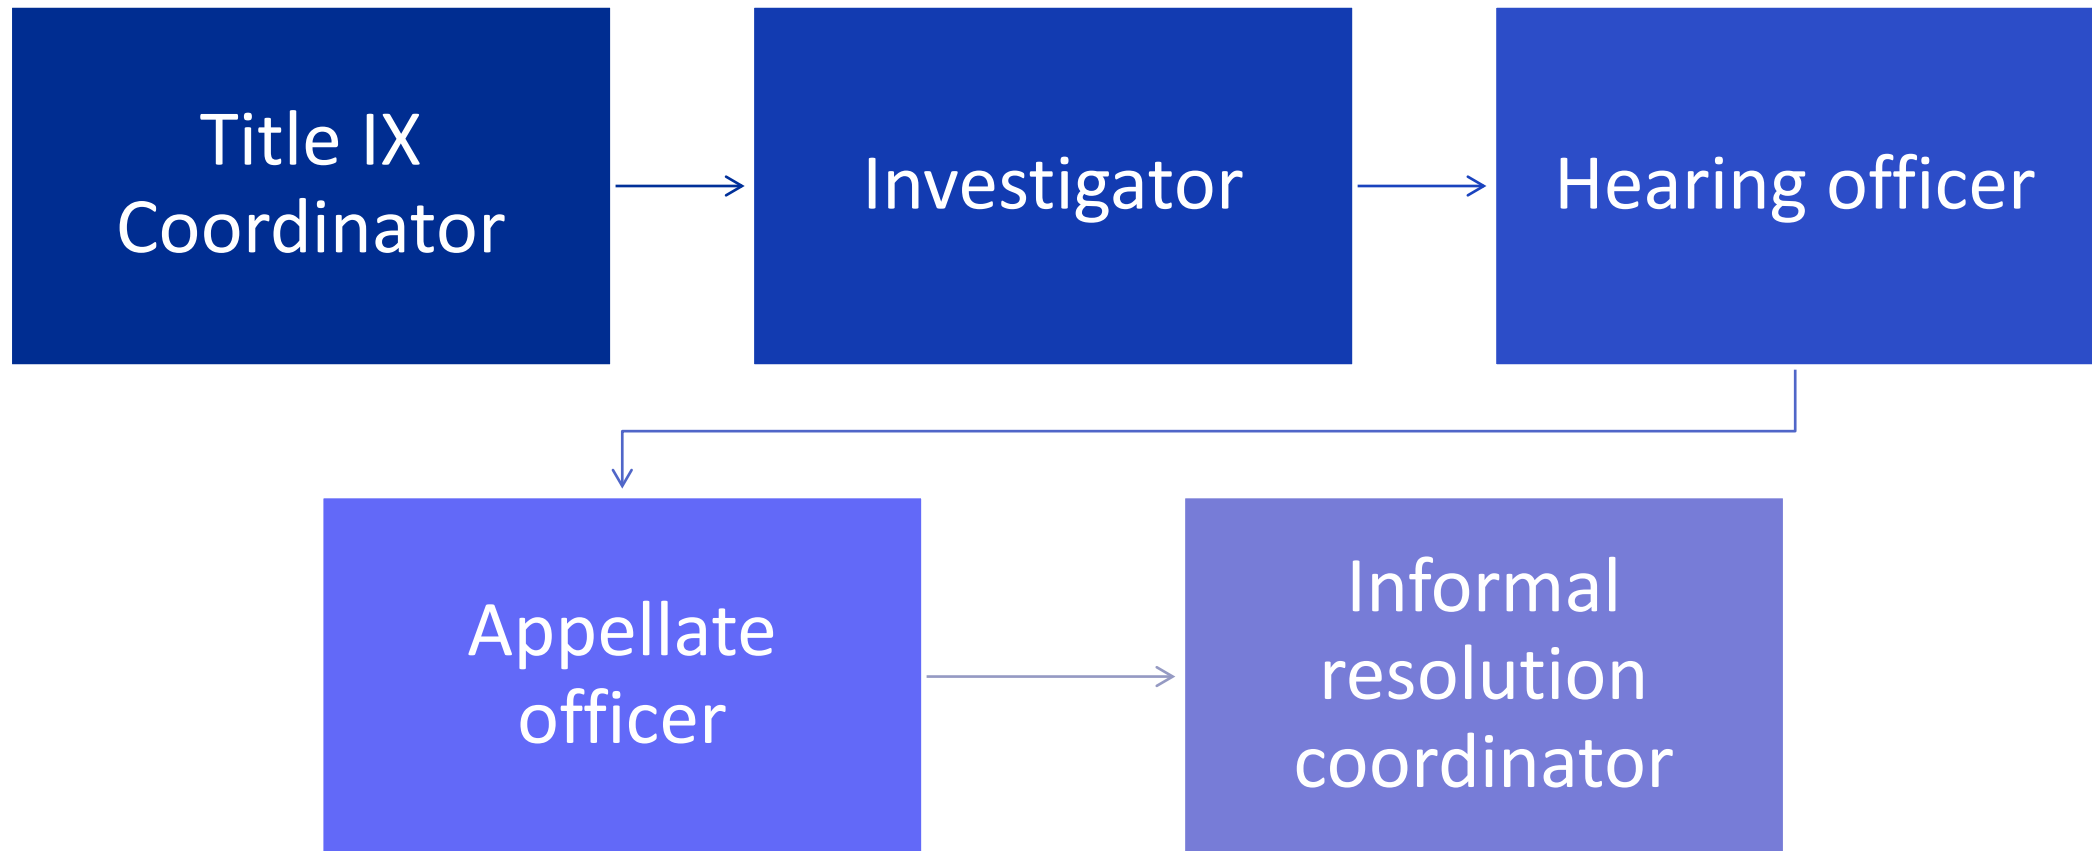 Title IX
Coordinator
Investigator
Hearing officer
Appellate
officer
Informal
resolution
coordinator